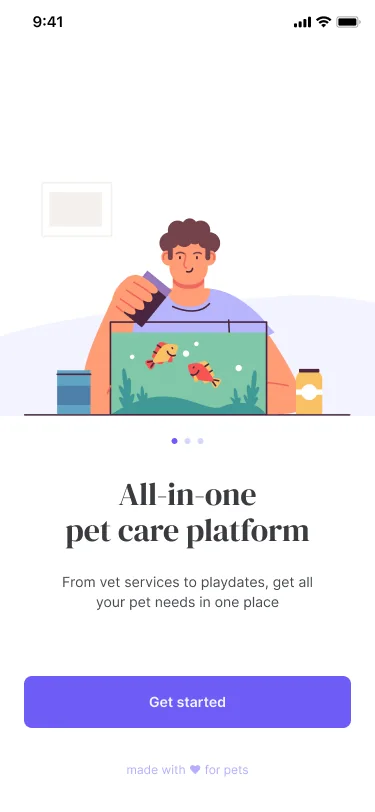 9:41
All-in-one
pet care platform
From vet services to playdates, get all
your pet needs in one place
Get started
made with ♥ for pets